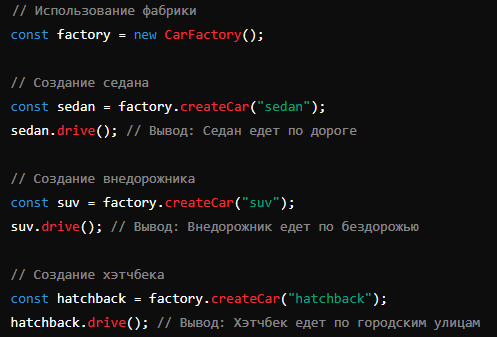 // Использование фабрики
const factory = new CarFactory();
// Создание седана
const sedan = factory.createCar("sedan");
sedan.drive(); // Вывод: Седан едет по дороге
// Создание внедорожника
const suv = factory.createCar("suv");
suv.drive(); // Вывод: Внедорожник едет по бездорожью
// Создание хэтчбека
const hatchback = factory.createCar("hatchback");
hatchback.drive(); // Вывод: Хэтчбек едет по городским улицам